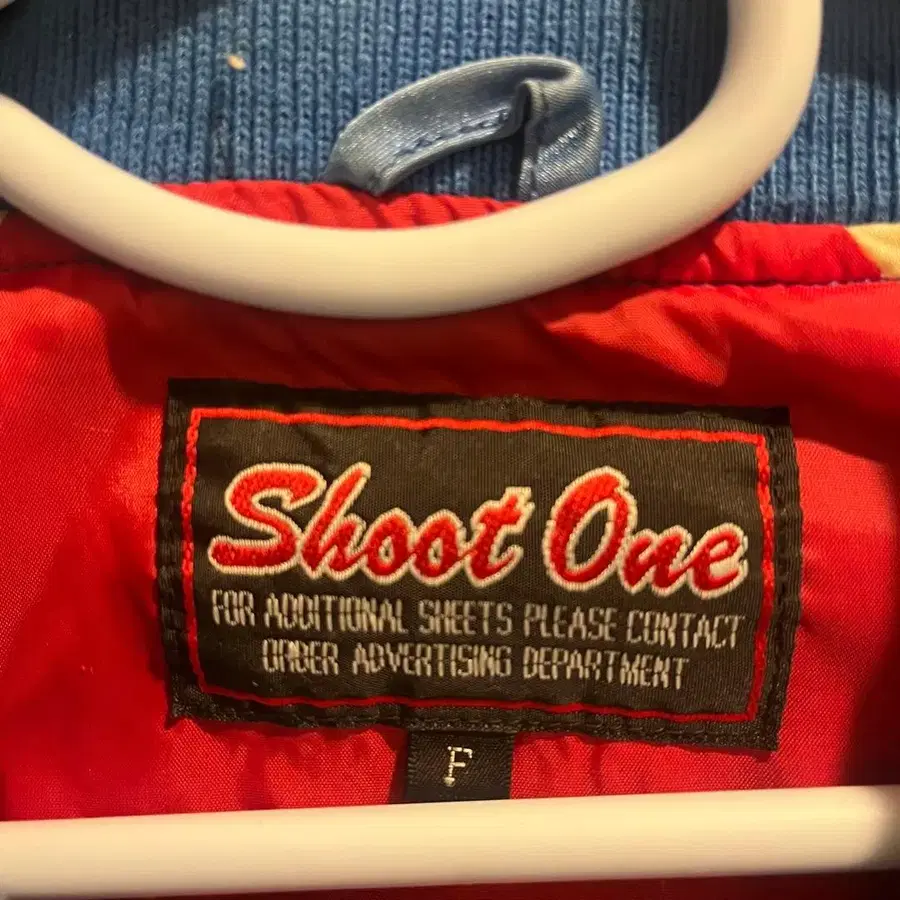 Shoot One
FOR ADDITIONAL SHEETS PLEASE CONTACT
ORDER ADVERTISING DEPARTMENT
F